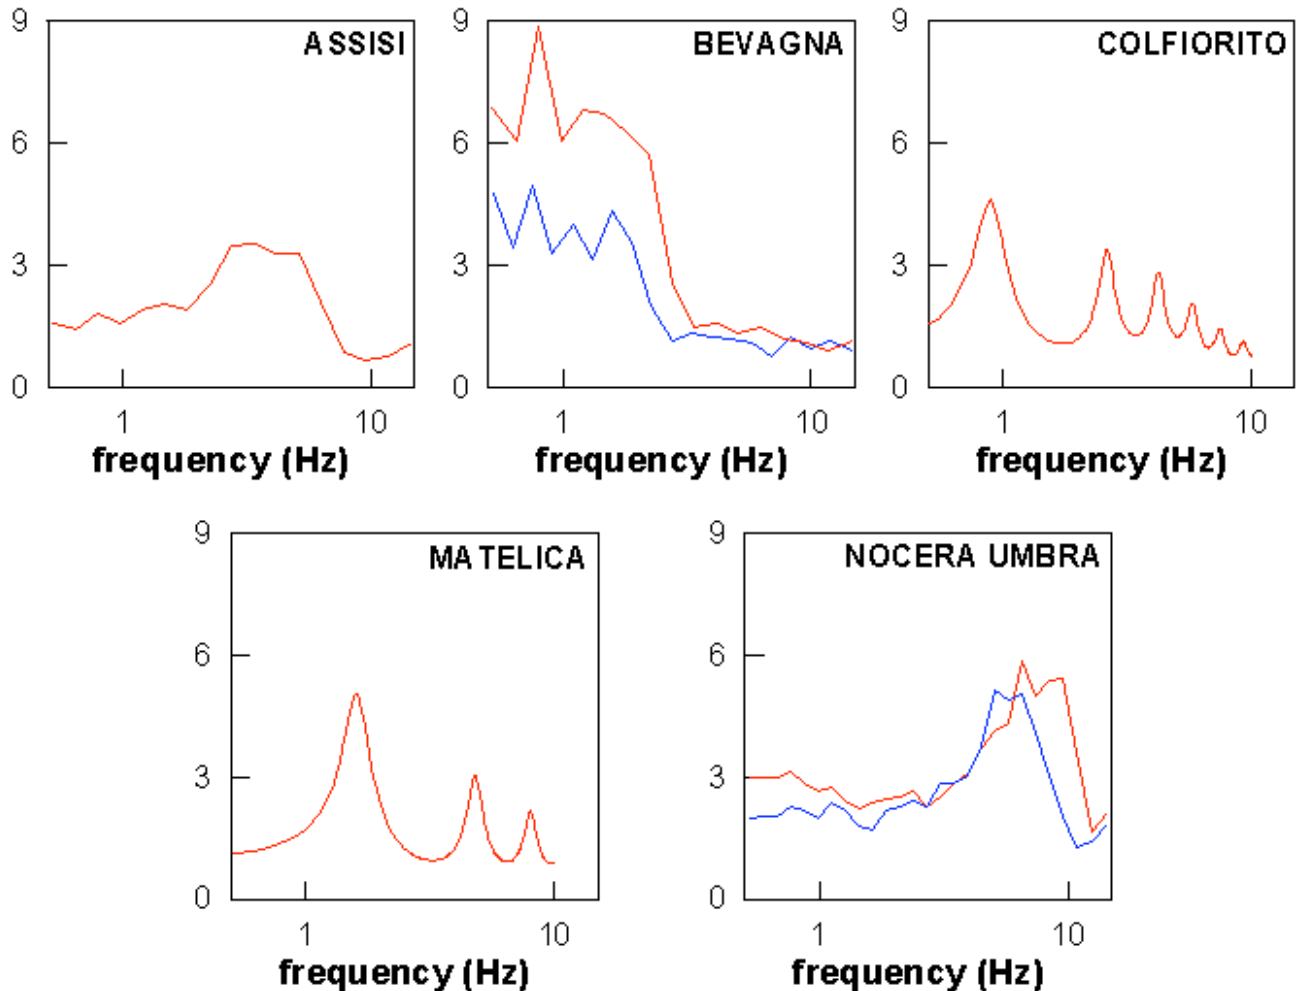 ASSISI
9
6
3
0
1 10
frequency (Hz)
BEVAGNA
9
6
3
0
1 10
frequency (Hz)
COLFIORITO
9
6
3
0
1 10
frequency (Hz)
MATELICA
9
6
3
0
1 10
frequency (Hz)
NOCERA UMBRA
9
6
3
0
1 10
frequency (Hz)